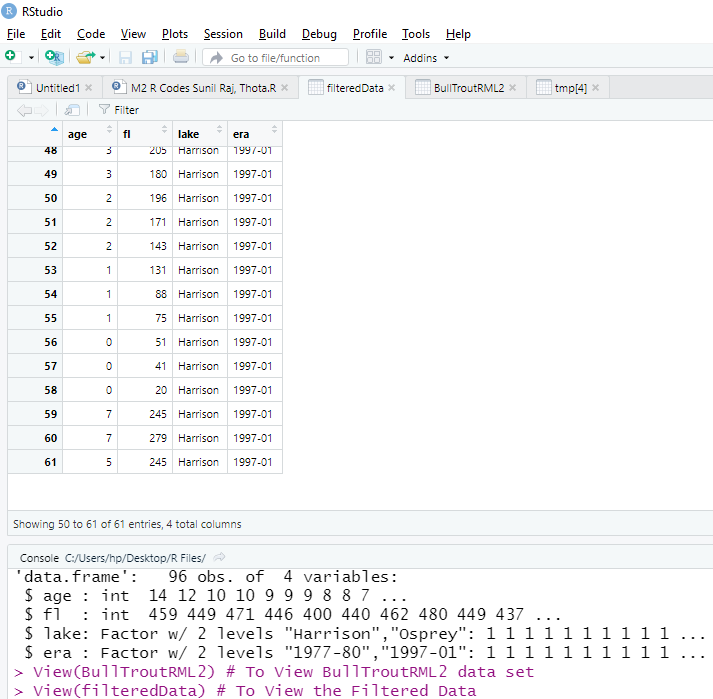 RStudio
File Edit Code View Plots Session Build Debug Profile Tools Help
Go to file/function Addins
Untitled1 M2 R Codes Sunil Raj, Thota.R filteredData BullTroutRML2 tmp[4]
Filter
age fl lake era
48 3 205 Harrison 1997-01
49 3 180 Harrison 1997-01
50 2 196 Harrison 1997-01
51 2 171 Harrison 1997-01
52 2 143 Harrison 1997-01
53 1 131 Harrison 1997-01
54 1 88 Harrison 1997-01
55 1 75 Harrison 1997-01
56 0 51 Harrison 1997-01
57 0 41 Harrison 1997-01
58 0 20 Harrison 1997-01
59 7 245 Harrison 1997-01
60 7 279 Harrison 1997-01
61 5 245 Harrison 1997-01
Showing 50 to 61 of 61 entries, 4 total columns
Console C:/Users/hp/Desktop/R Files/
'data.frame': 96 obs. of 4 variables:
$ age : int 14 12 10 10 9 9 9 8 8 7 ...
$ fl : int 459 449 471 446 400 440 462 480 449 437 ...
$ lake: Factor w/ 2 levels "Harrison","Osprey": 1 1 1 1 1 1 1 1 1 1 ...
$ era : Factor w/ 2 levels "1977-80","1997-01": 1 1 1 1 1 1 1 1 1 1 ...
> View(BullTroutRML2) # To View BullTroutRML2 data set
> View(filteredData) # To View the Filtered Data